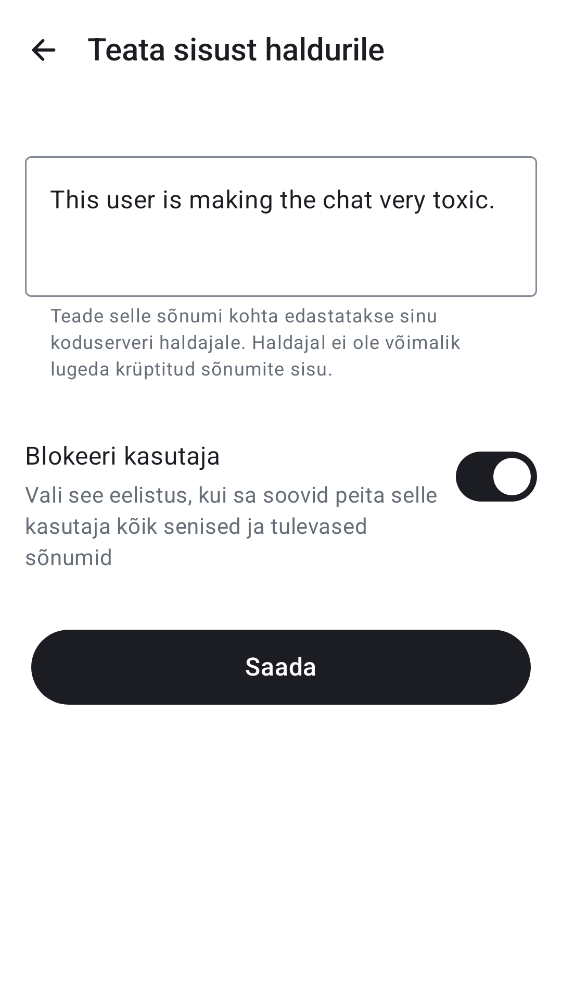 Teata sisust haldurile
This user is making the chat very toxic.
Teade selle sõnumi kohta edastatakse sinu
koduserveri haldajale. Haldajal ei ole võimalik
lugeda krüptitud sõnumite sisu.
Blokeeri kasutaja
Vali see eelistus, kui sa soovid peita selle
kasutaja kõik senised ja tulevased
sõnumid
Saada